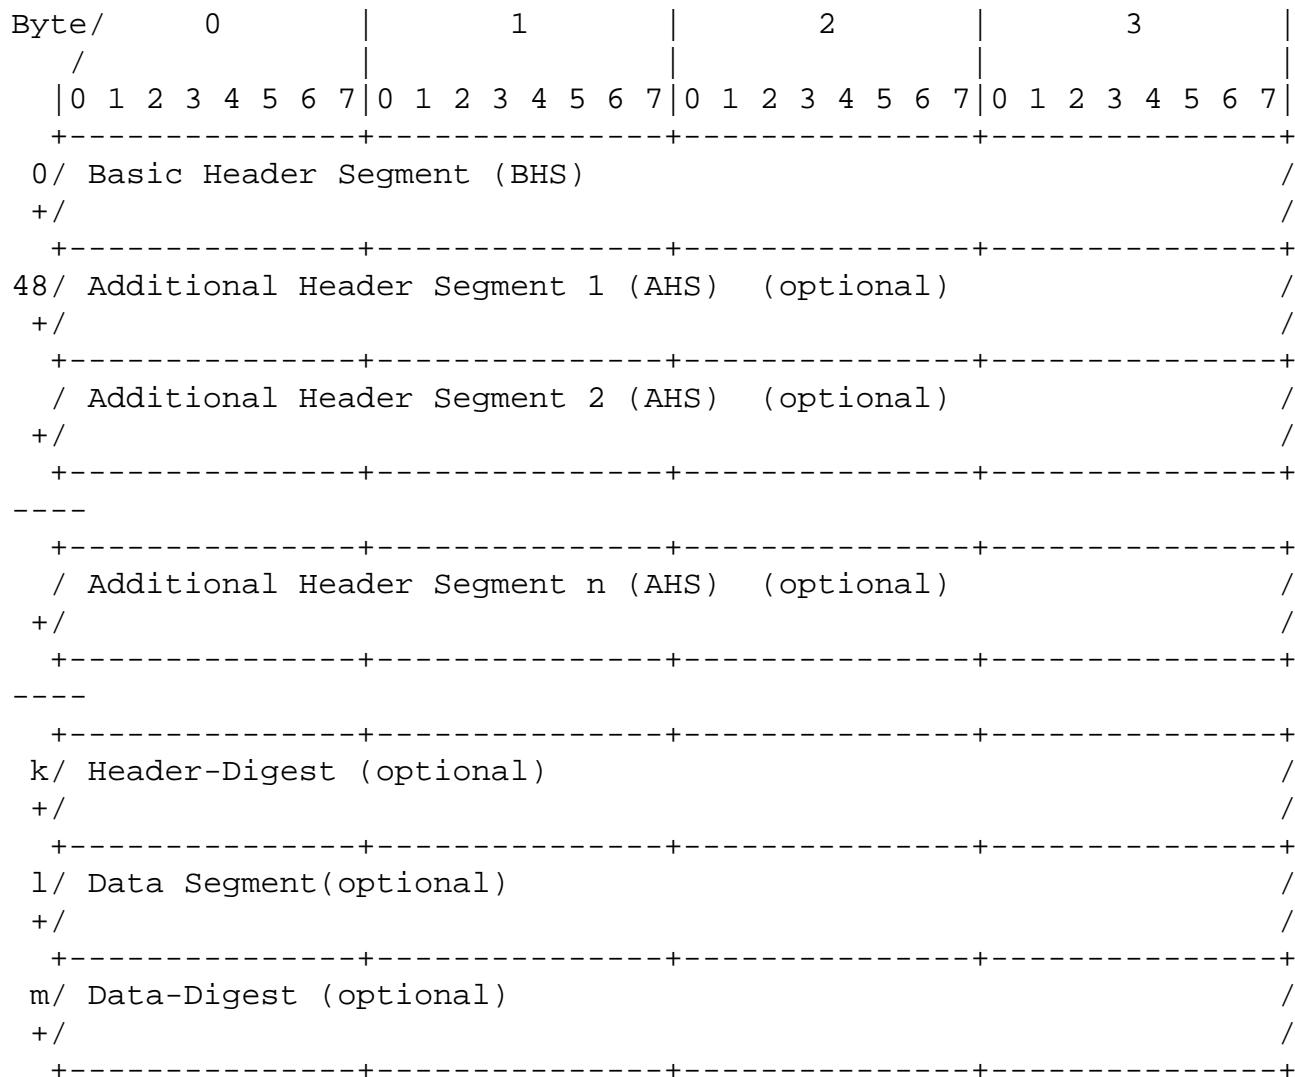 Byte/     0       |       1       |       2       |       3       |
   /              |               |               |               |
  |0 1 2 3 4 5 6 7|0 1 2 3 4 5 6 7|0 1 2 3 4 5 6 7|0 1 2 3 4 5 6 7|
  +---------------+---------------+---------------+---------------+
 0/ Basic Header Segment (BHS)                                    /
 +/                                                               /
  +---------------+---------------+---------------+---------------+
48/ Additional Header Segment 1 (AHS)  (optional)                 /
 +/                                                               /
  +---------------+---------------+---------------+---------------+
  / Additional Header Segment 2 (AHS)  (optional)                 /
 +/                                                               /
  +---------------+---------------+---------------+---------------+
----
  +---------------+---------------+---------------+---------------+
  / Additional Header Segment n (AHS)  (optional)                 /
 +/                                                               /
  +---------------+---------------+---------------+---------------+
----
  +---------------+---------------+---------------+---------------+
 k/ Header-Digest (optional)                                      /
 +/                                                               /
  +---------------+---------------+---------------+---------------+
 l/ Data Segment(optional)                                        /
 +/                                                               /
  +---------------+---------------+---------------+---------------+
 m/ Data-Digest (optional)                                        /
 +/                                                               /
  +---------------+---------------+---------------+---------------+